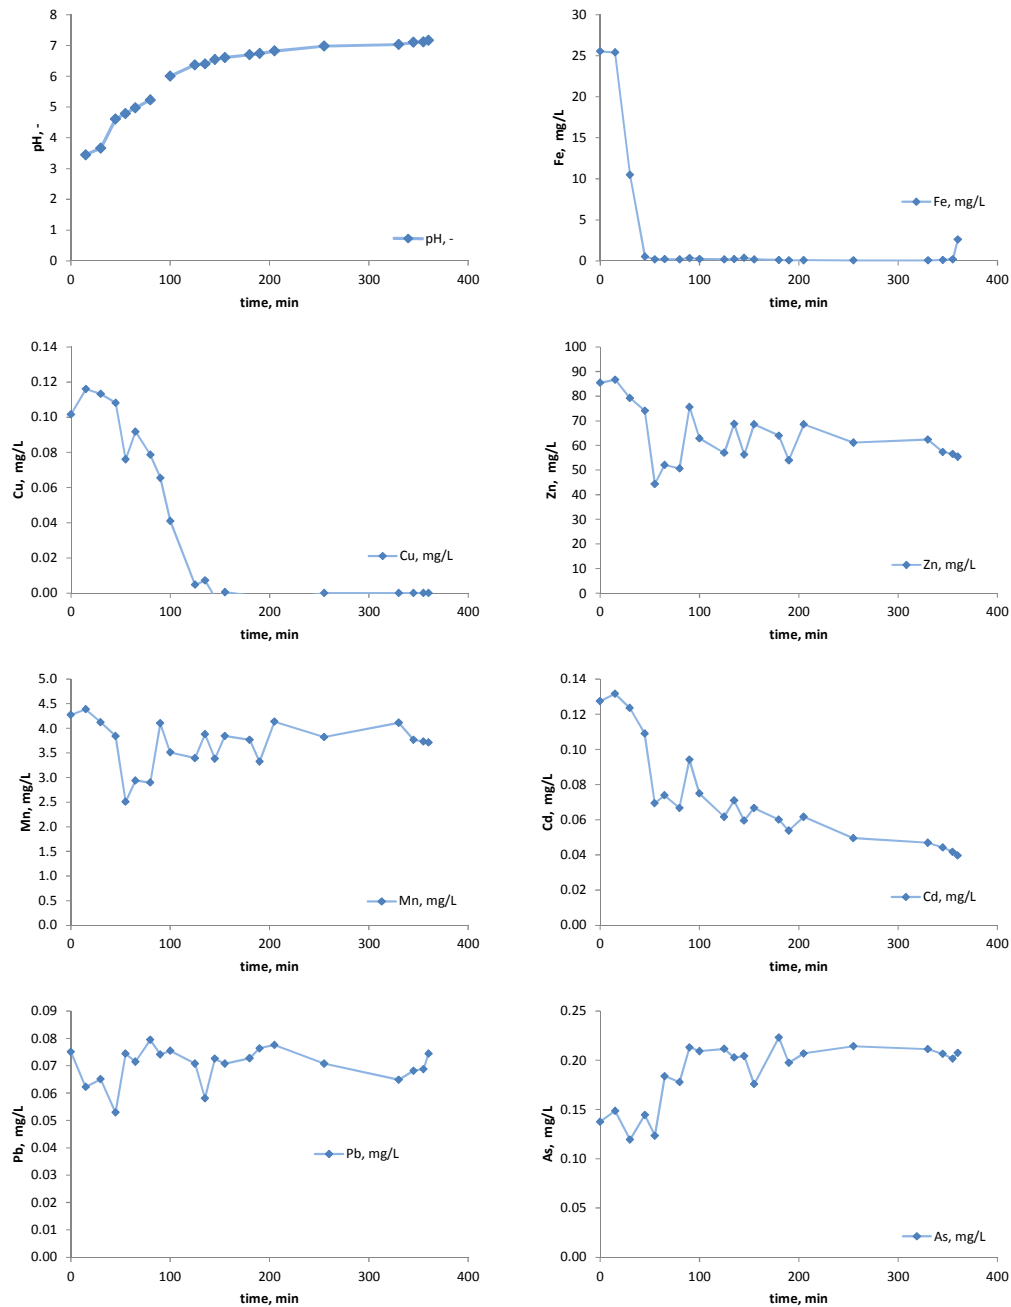 8
7
6
5
4
3
2
1
0
pH, -
pH, -
0 100 200 300 400
time, min
30
25
20
15
10
5
0
Fe, mg/L
Fe, mg/L
0 100 200 300 400
time, min
0.14
0.12
0.10
0.08
0.06
0.04
0.02
0.00
Cu, mg/L
Cu, mg/L
0 100 200 300 400
time, min
100
90
80
70
60
50
40
30
20
10
0
Zn, mg/L
Zn, mg/L
0 100 200 300 400
time, min
5.0
4.5
4.0
3.5
3.0
2.5
2.0
1.5
1.0
0.5
0.0
Mn, mg/L
Mn, mg/L
0 100 200 300 400
time, min
0.14
0.12
0.10
0.08
0.06
0.04
0.02
0.00
Cd, mg/L
Cd, mg/L
0 100 200 300 400
time, min
0.09
0.08
0.07
0.06
0.05
0.04
0.03
0.02
0.01
0.00
Pb, mg/L
Pb, mg/L
0 100 200 300 400
time, min
0.25
0.20
0.15
0.10
0.05
0.00
As, mg/L
As, mg/L
0 100 200 300 400
time, min